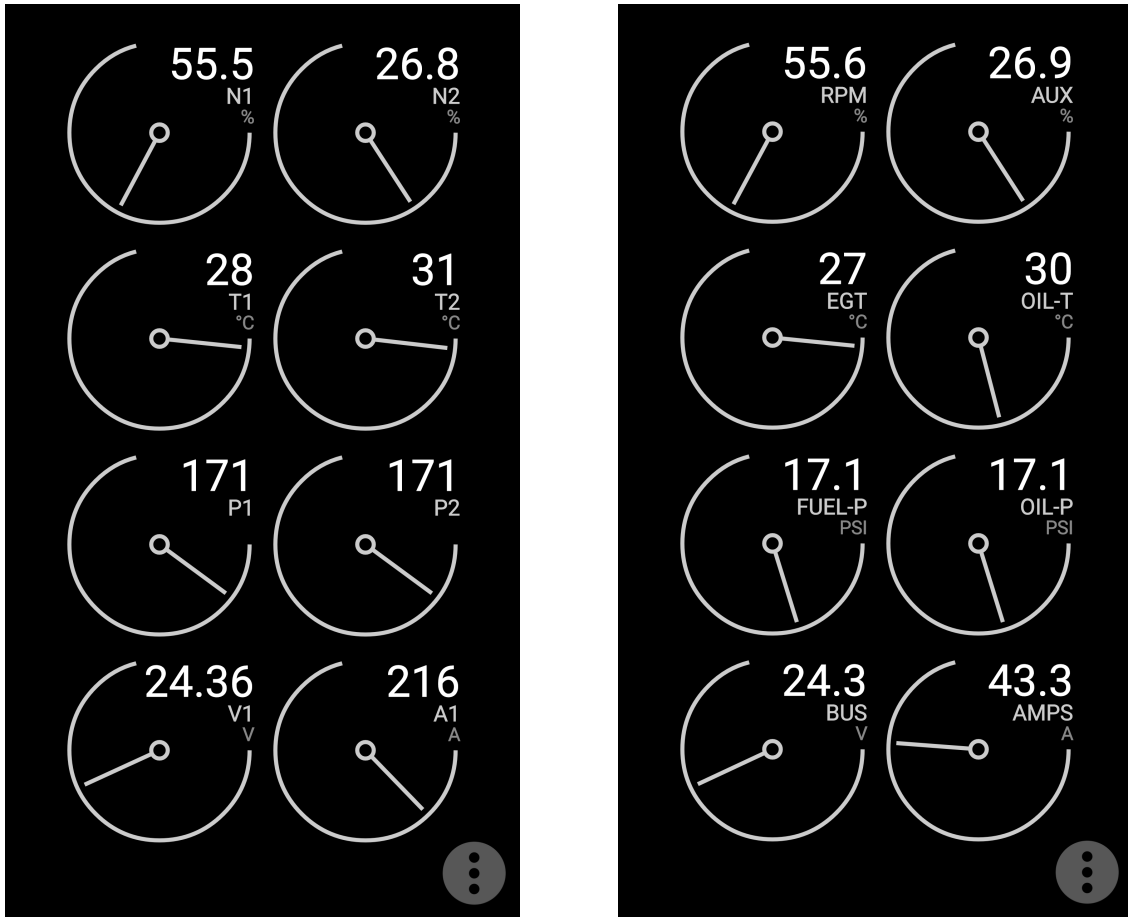 55.5
N1
%
26.8
N2
%
28
T1
°C
31
T2
°C
171
P1
171
P2
24.36
V1
V
216
A1
A
55.6
RPM
%
26.9
AUX
%
27
EGT
°C
30
OIL-T
°C
17.1
FUEL-P
PSI
17.1
OIL-P
PSI
24.3
BUS
V
43.3
AMPS
A